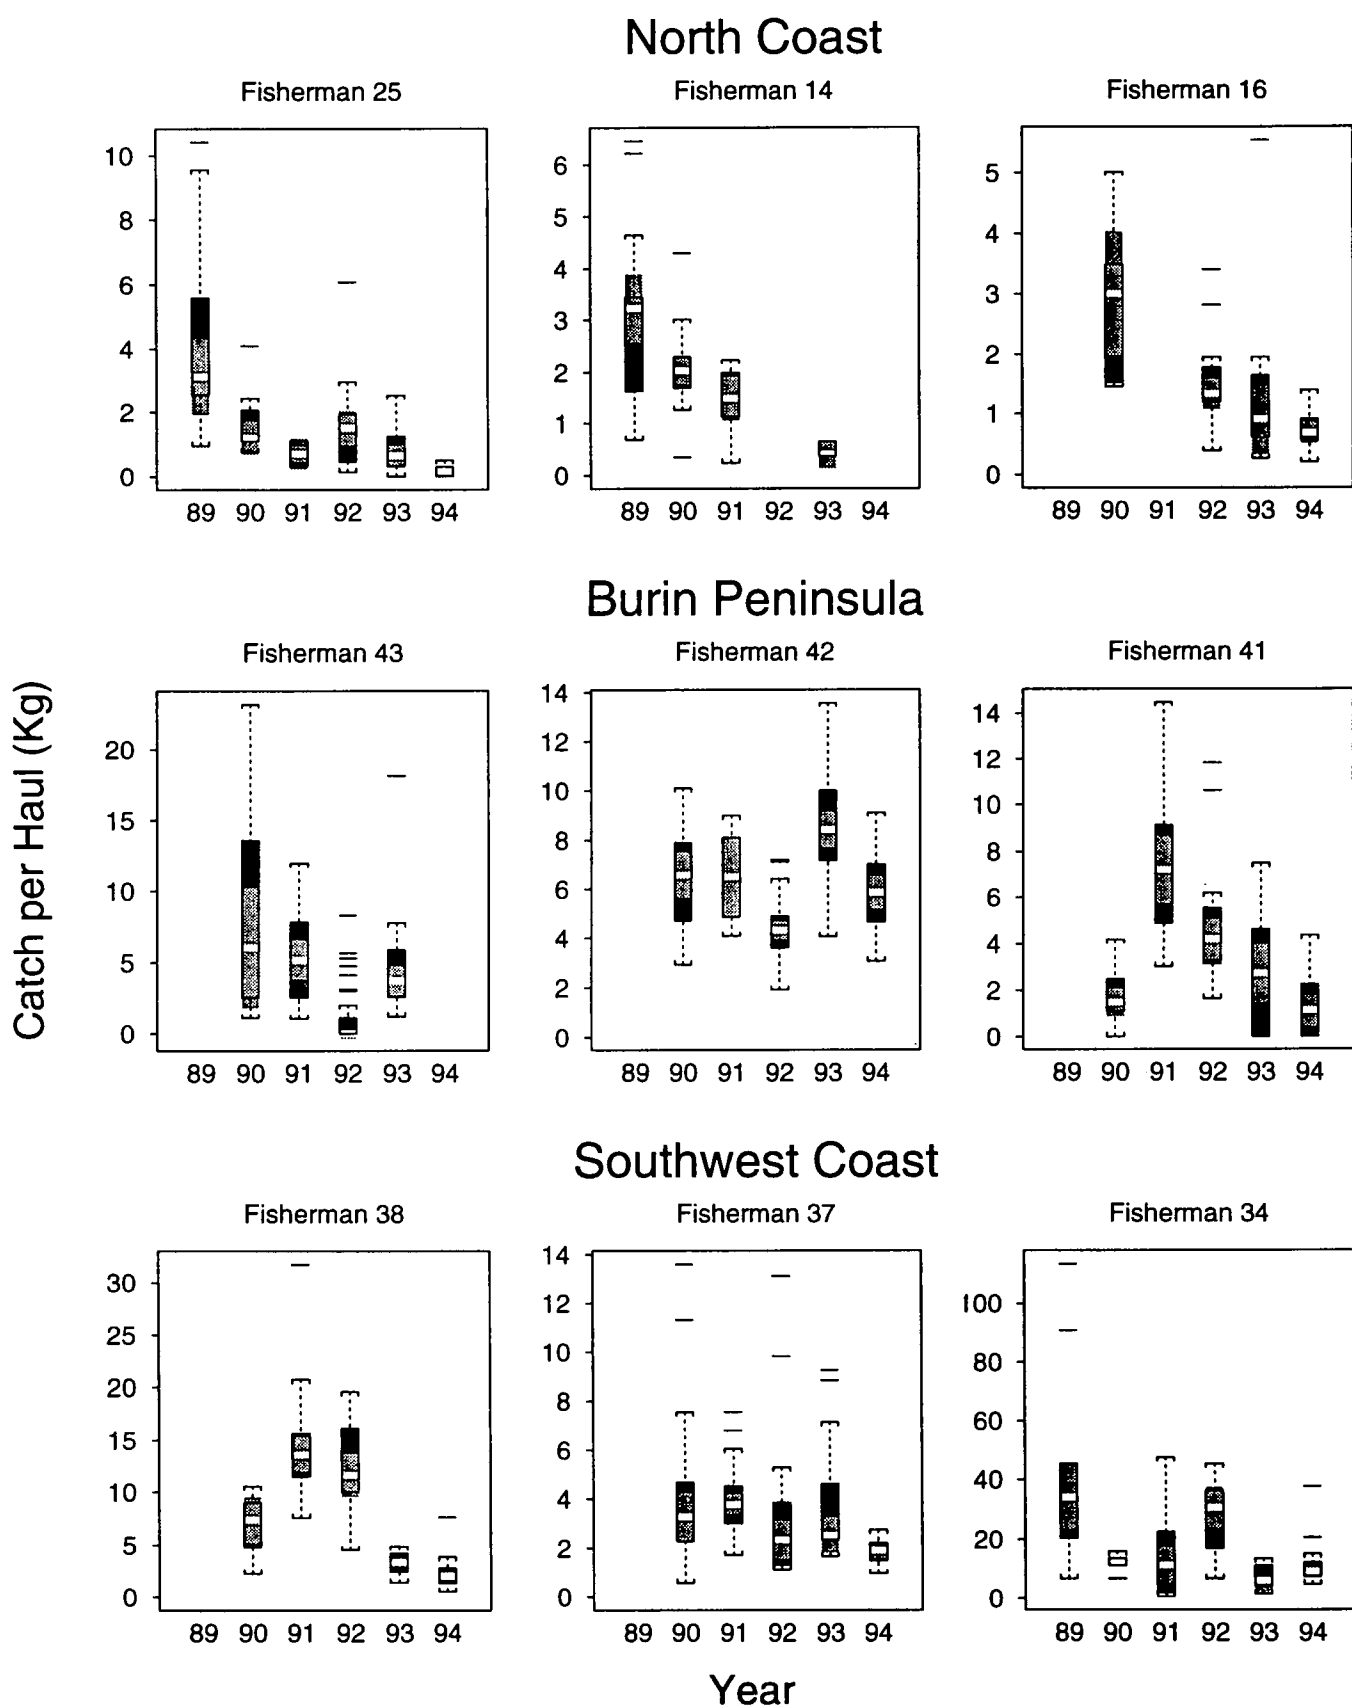 North Coast
Fisherman 25
Fisherman 14
Fisherman 16
10
8
6
4
2
0
89 90 91 92 93 94
6
5
4
3
2
1
0
89 90 91 92 93 94
5
4
3
2
1
0
89 90 91 92 93 94
Burin Peninsula
Catch per Haul (Kg)
Fisherman 43
Fisherman 42
Fisherman 41
20
15
10
5
0
89 90 91 92 93 94
14
12
10
8
6
4
2
0
89 90 91 92 93 94
14
12
10
8
6
4
2
0
89 90 91 92 93 94
Southwest Coast
Fisherman 38
Fisherman 37
Fisherman 34
30
25
20
15
10
5
0
89 90 91 92 93 94
14
12
10
8
6
4
2
0
89 90 91 92 93 94
100
80
60
40
20
0
89 90 91 92 93 94
Year